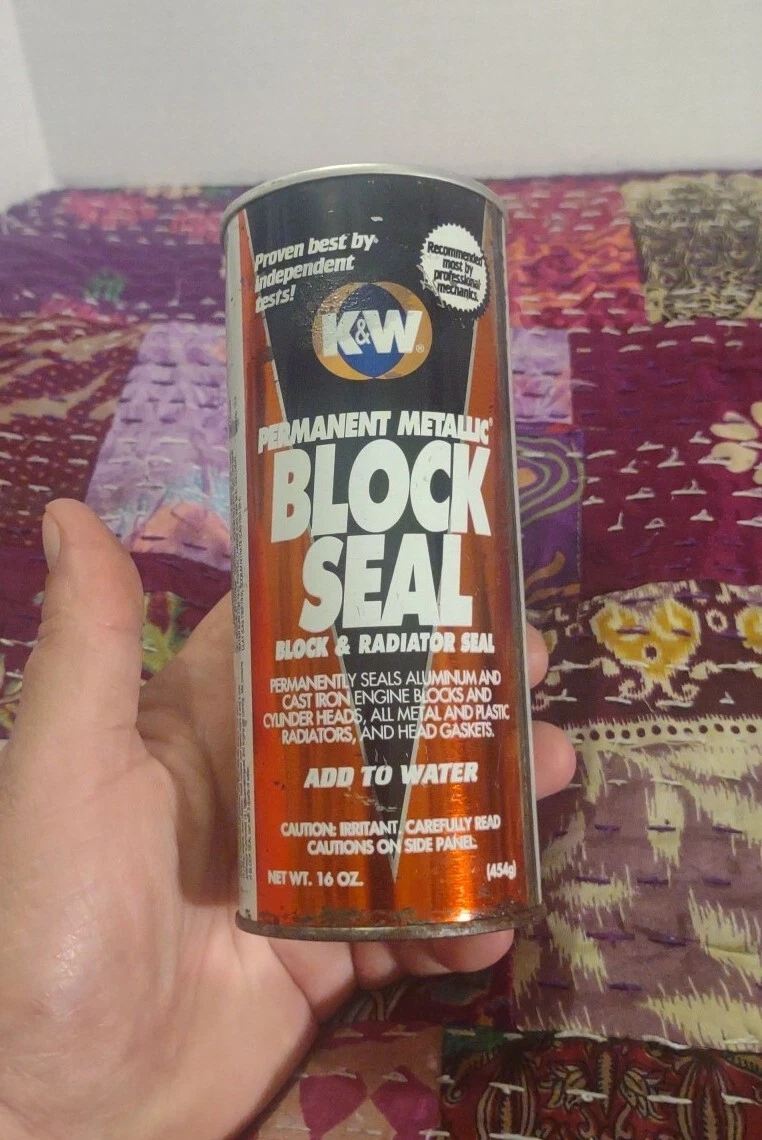 Proven best by
independent
tests!
Recommended
most by
professional
mechanics
K&W®
PERMANENT METALLIC
BLOCK
SEAL
BLOCK & RADIATOR SEAL
PERMANENTLY SEALS ALUMINUM AND
CAST IRON ENGINE BLOCKS AND
CYLINDER HEADS, ALL METAL AND PLASTIC
RADIATORS, AND HEAD GASKETS.
ADD TO WATER
CAUTION: IRRITANT. CAREFULLY READ
CAUTIONS ON SIDE PANEL.
NET WT. 16 OZ. (454g)